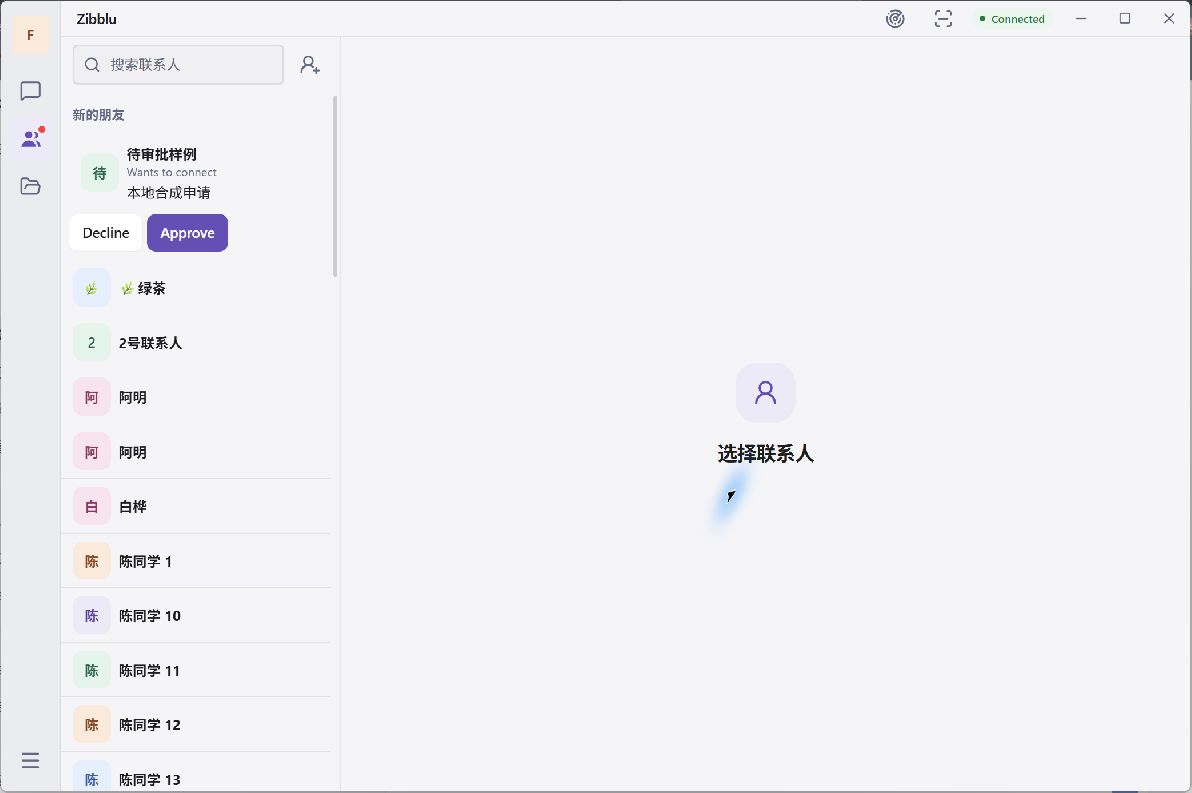 F
Zibblu
Connected
搜索联系人
新的朋友
待
待审批样例
Wants to connect
本地合成申请
Decline
Approve
🌿 🌿 绿茶
2 2号联系人
阿 阿明
阿 阿明
白 白桦
陈 陈同学 1
陈 陈同学 10
陈 陈同学 11
陈 陈同学 12
陈 陈同学 13
选择联系人